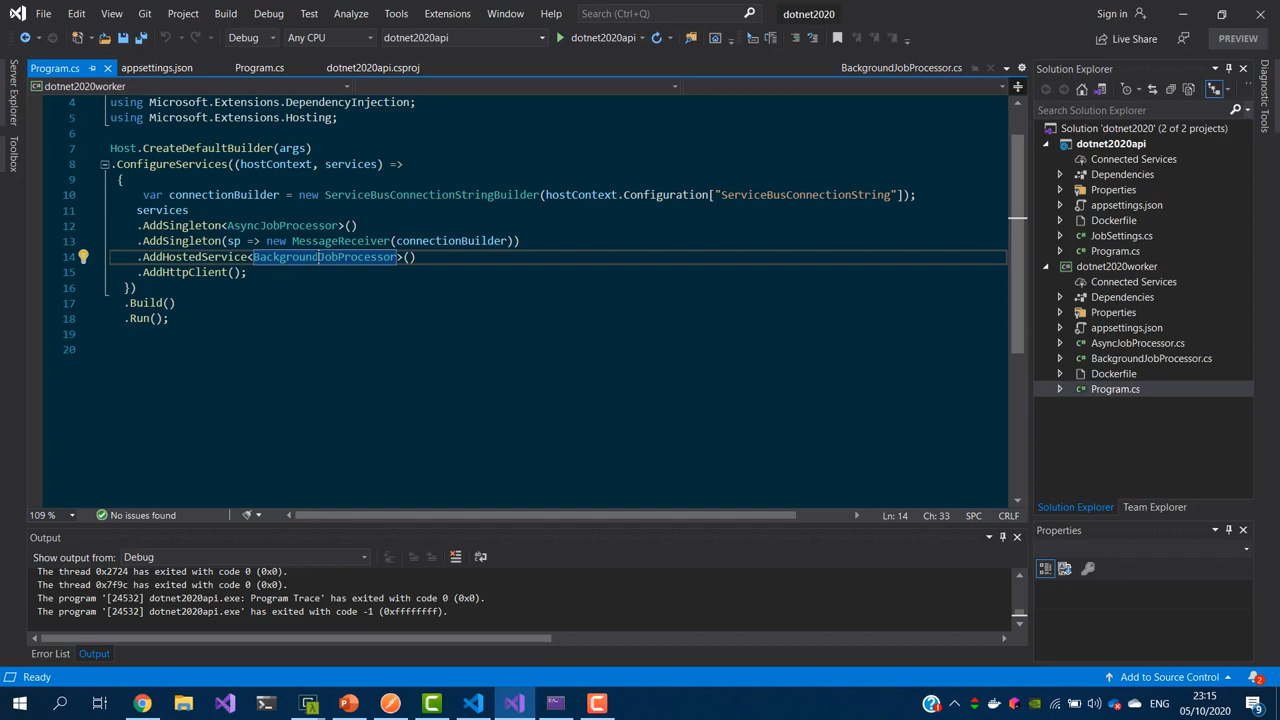 File Edit View Git Project Build Debug Test Analyze Tools Extensions Window Help Search (Ctrl+Q) dotnet2020 Sign in
Debug Any CPU dotnet2020api dotnet2020api Live Share PREVIEW
Program.cs appsettings.json Program.cs dotnet2020api.csproj BackgroundJobProcessor.cs
dotnet2020worker
4 using Microsoft.Extensions.DependencyInjection;
5 using Microsoft.Extensions.Hosting;
6
7 Host.CreateDefaultBuilder(args)
8 .ConfigureServices((hostContext, services) =>
9 {
10 var connectionBuilder = new ServiceBusConnectionStringBuilder(hostContext.Configuration["ServiceBusConnectionString"]);
11 services
12 .AddSingleton<AsyncJobProcessor>()
13 .AddSingleton(sp => new MessageReceiver(connectionBuilder))
14 .AddHostedService<BackgroundJobProcessor>()
15 .AddHttpClient();
16 })
17 .Build()
18 .Run();
19
20
109 % No issues found Ln: 14 Ch: 33 SPC CRLF
Output
Show output from: Debug
The thread 0x2724 has exited with code 0 (0x0).
The thread 0x7f9c has exited with code 0 (0x0).
The program '[24532] dotnet2020api.exe: Program Trace' has exited with code 0 (0x0).
The program '[24532] dotnet2020api.exe' has exited with code -1 (0xffffffff).
Error List Output
Server Explorer
Toolbox
Solution Explorer
Search Solution Explorer
Solution 'dotnet2020' (2 of 2 projects)
dotnet2020api
Connected Services
Dependencies
Properties
appsettings.json
Dockerfile
JobSettings.cs
Program.cs
dotnet2020worker
Connected Services
Dependencies
Properties
appsettings.json
AsyncJobProcessor.cs
BackgroundJobProcessor.cs
Dockerfile
Program.cs
Solution Explorer Team Explorer
Properties
Diagnostic Tools
Ready Add to Source Control 2
ENG 23:15 05/10/2020 9